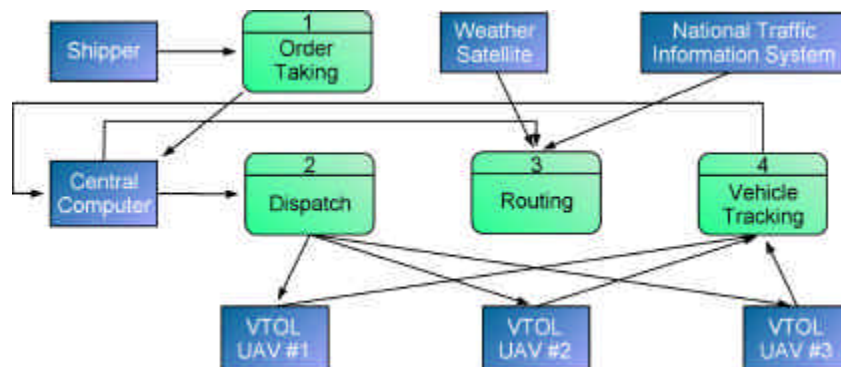 Shipper
1
Order
Taking
Weather
Satellite
National Traffic
Information System
Central
Computer
2
Dispatch
3
Routing
4
Vehicle
Tracking
VTOL
UAV #1
VTOL
UAV #2
VTOL
UAV #3